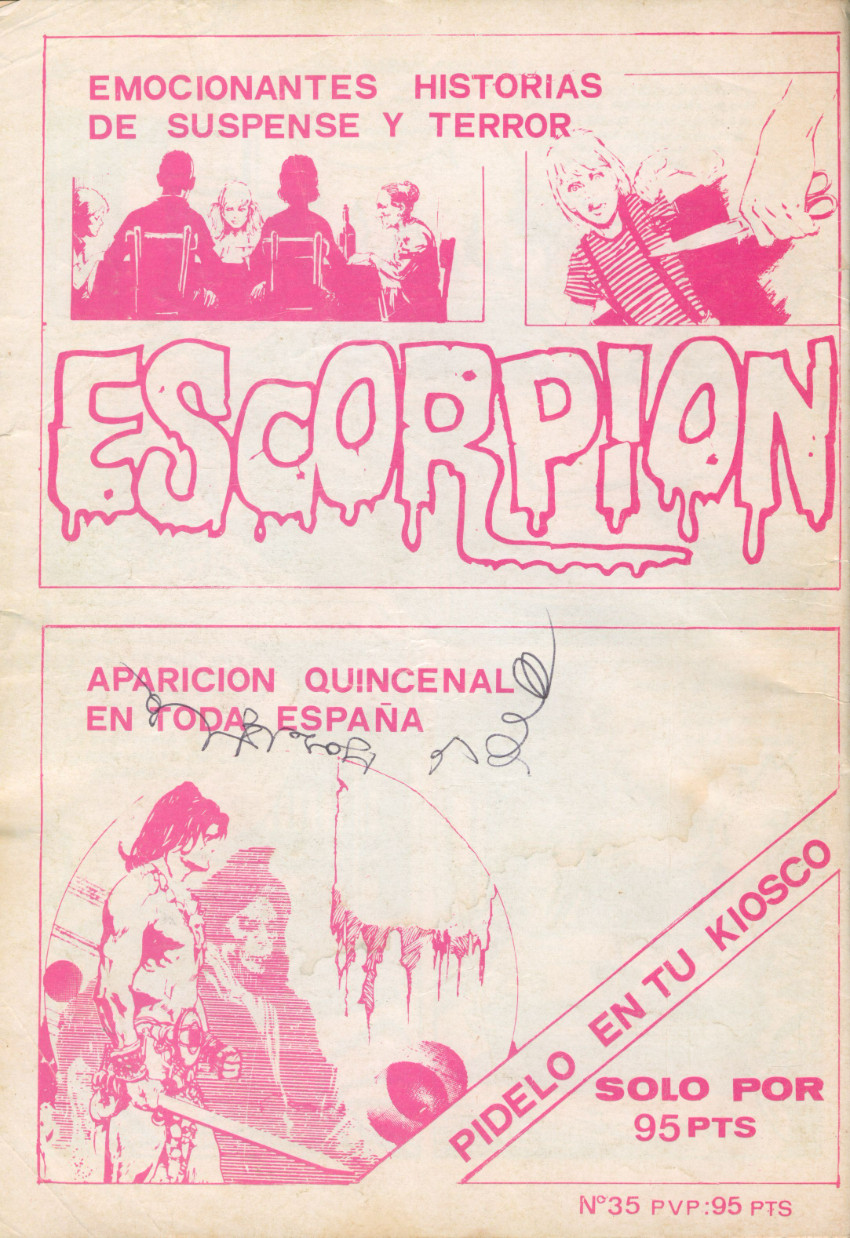 EMOCIONANTES HISTORIAS
DE SUSPENSE Y TERROR
ESCORPION
APARICION QUINCENAL
EN TODA ESPAÑA
PIDELO EN TU KIOSCO
SOLO POR
95 PTS
Nº35 PVP:95 PTS